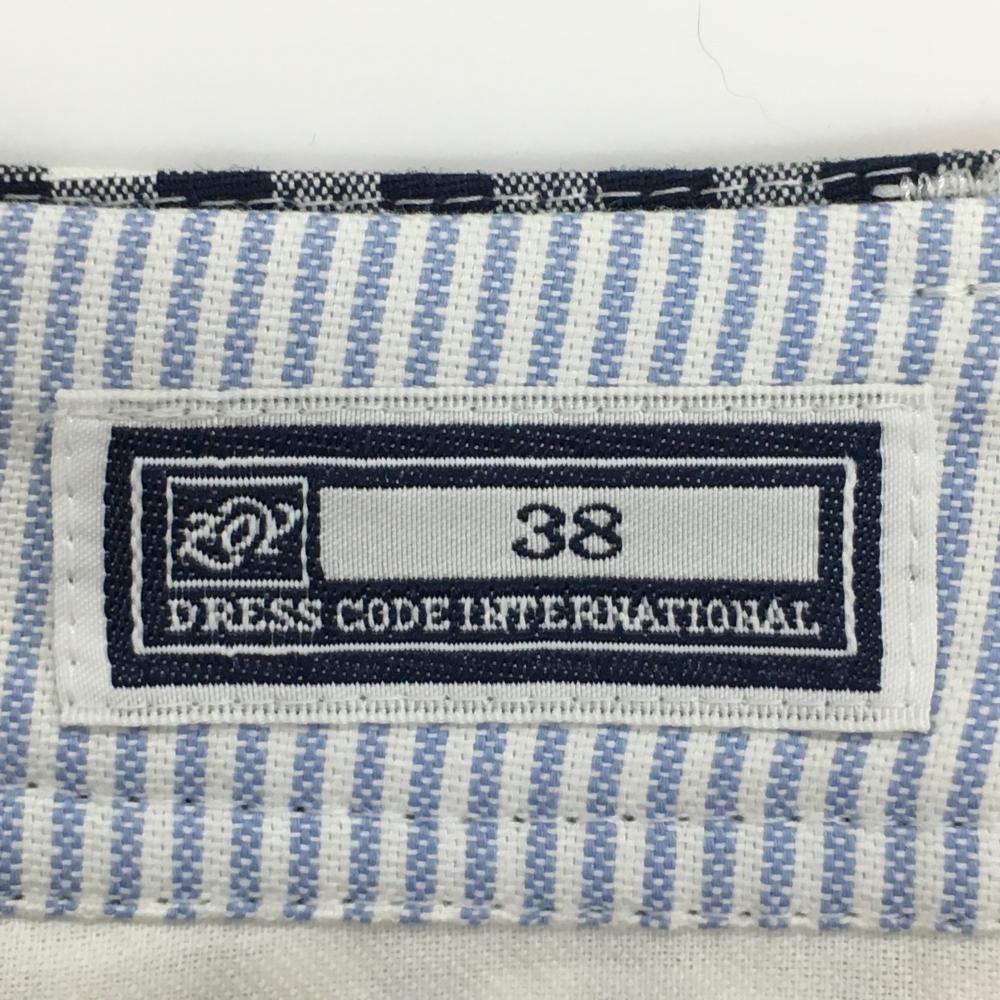 38
DRESS CODE INTERNATIONAL